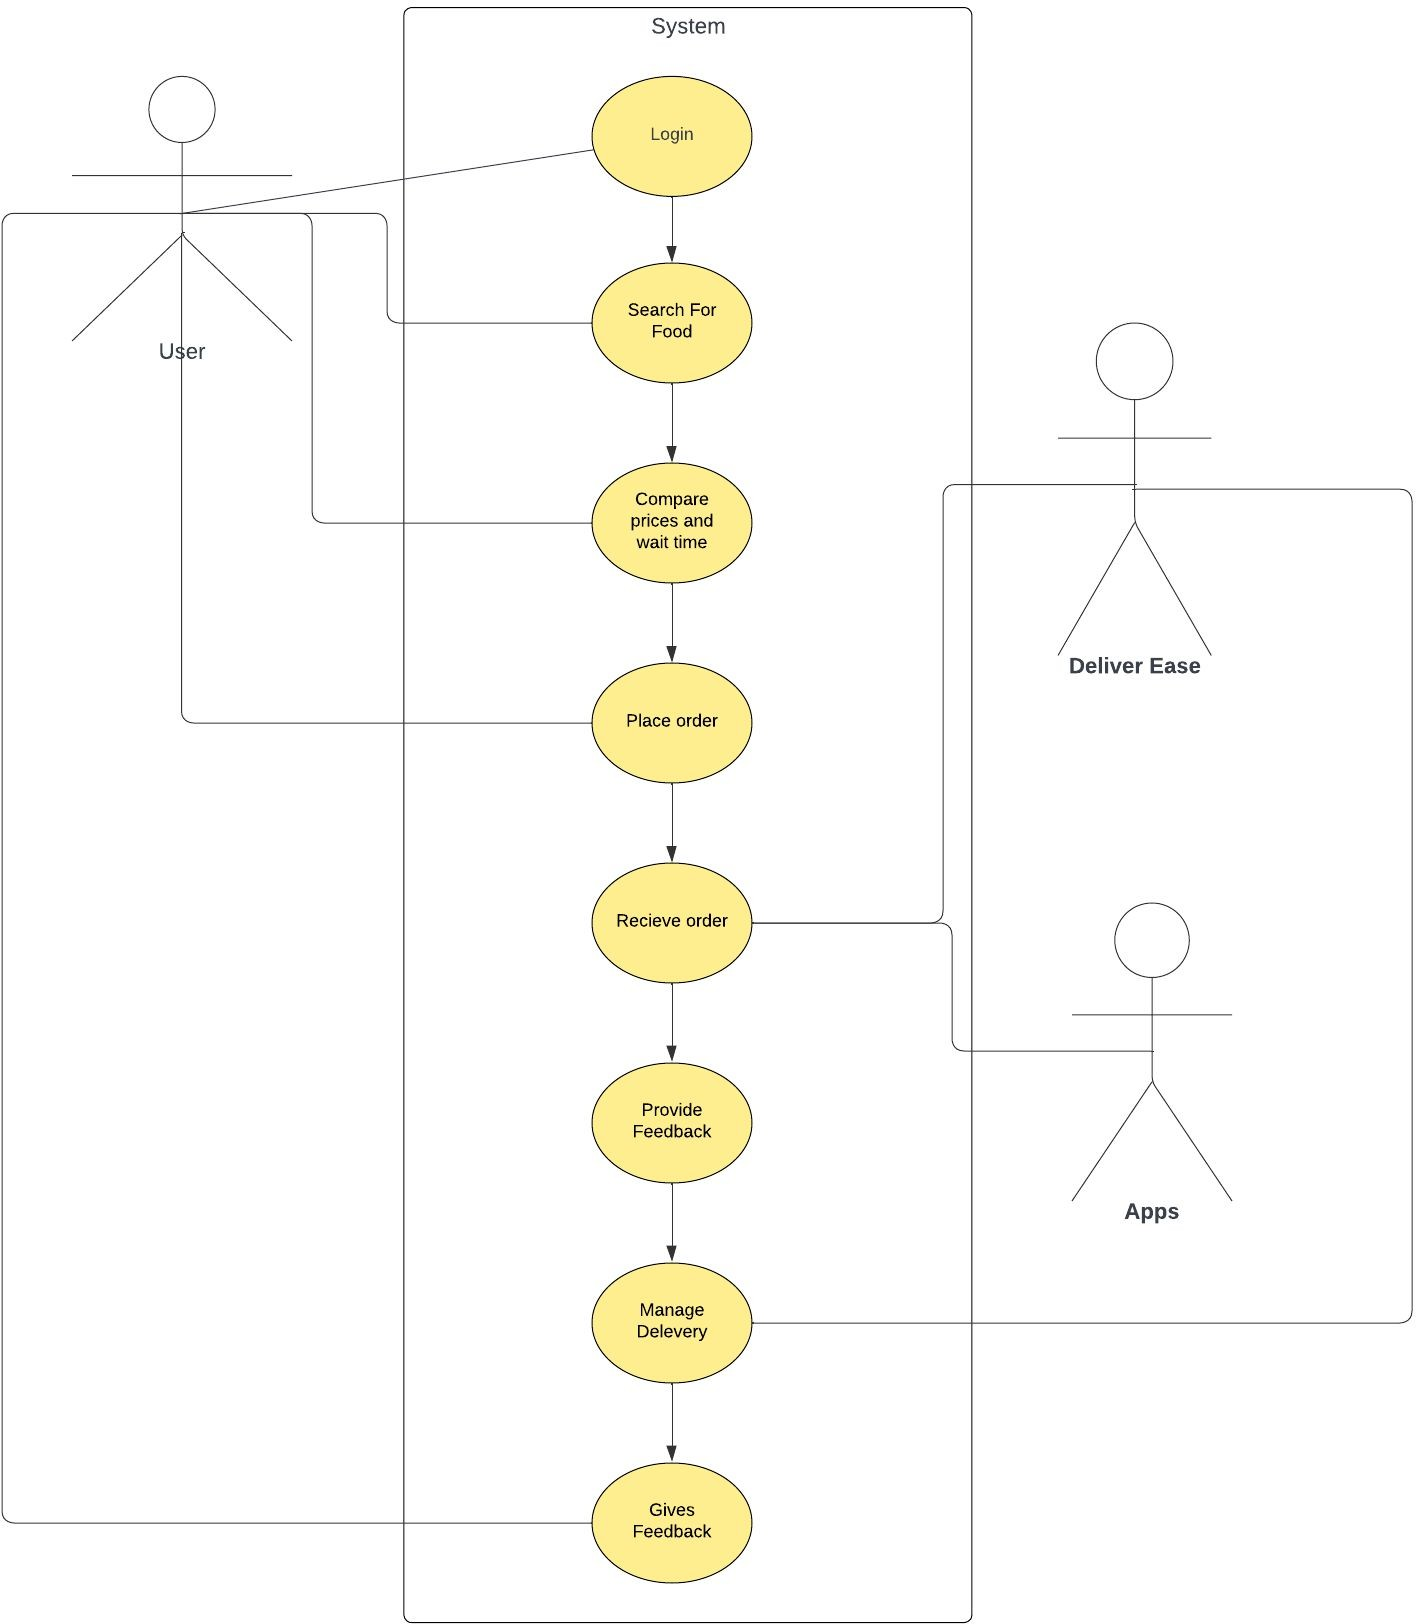 System
Login
Search For
Food
User
Compare
prices and
wait time
Deliver Ease
Place order
Recieve order
Provide
Feedback
Apps
Manage
Delevery
Gives
Feedback